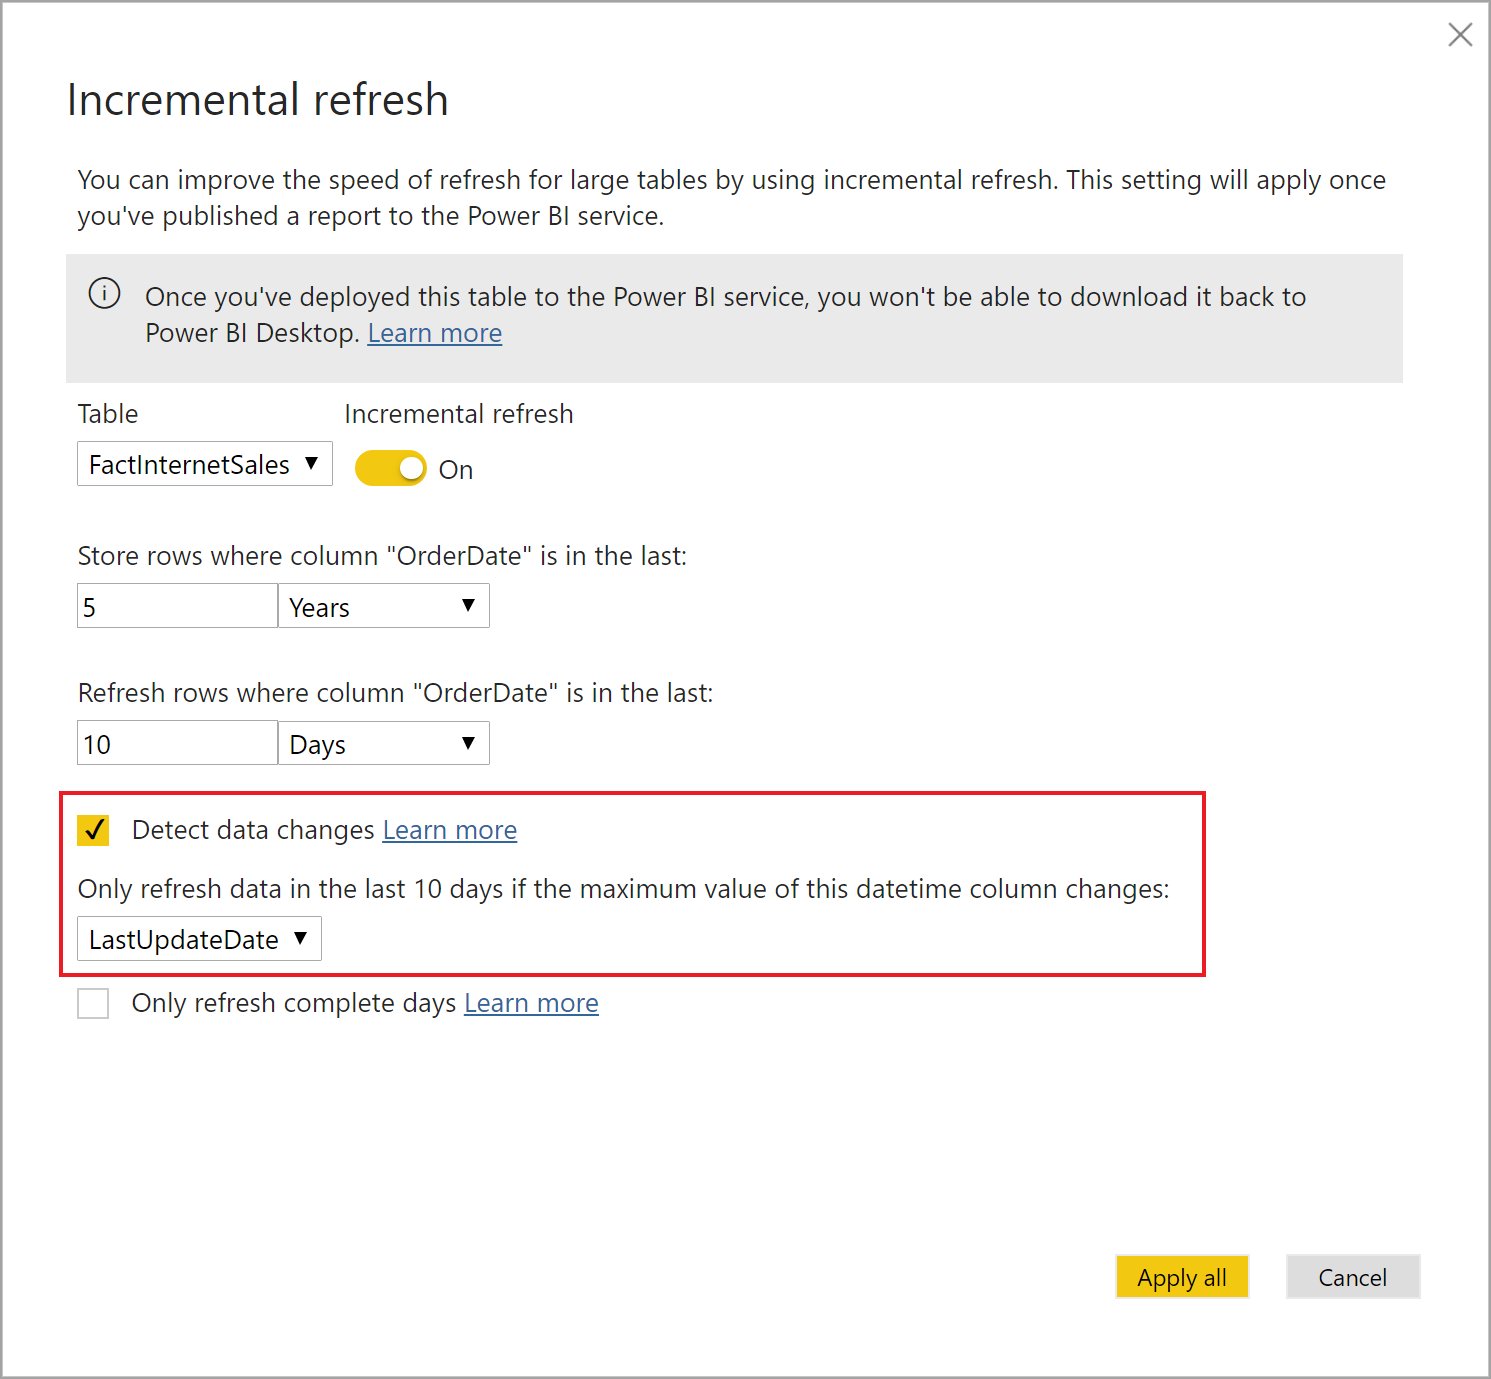 Incremental refresh
You can improve the speed of refresh for large tables by using incremental refresh. This setting will apply once
you've published a report to the Power BI service.
Once you've deployed this table to the Power BI service, you won't be able to download it back to
Power BI Desktop. Learn more
Table Incremental refresh
FactInternetSales On
Store rows where column "OrderDate" is in the last:
5 Years
Refresh rows where column "OrderDate" is in the last:
10 Days
Detect data changes Learn more
Only refresh data in the last 10 days if the maximum value of this datetime column changes:
LastUpdateDate
Only refresh complete days Learn more
Apply all Cancel